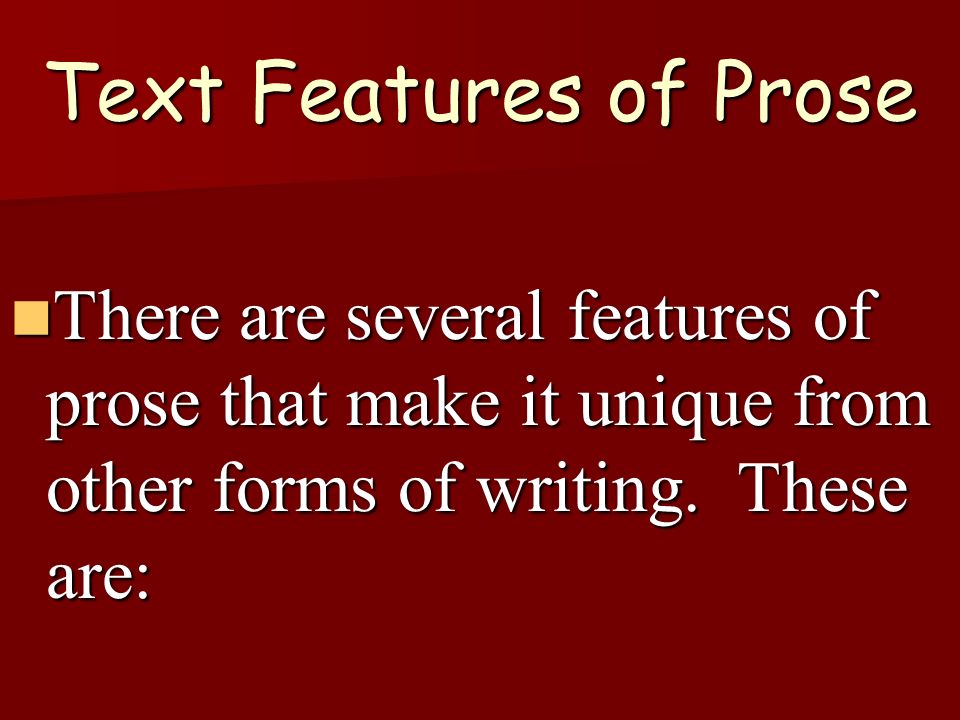 Text Features of Prose
There are several features of
prose that make it unique from
other forms of writing.  These
are: